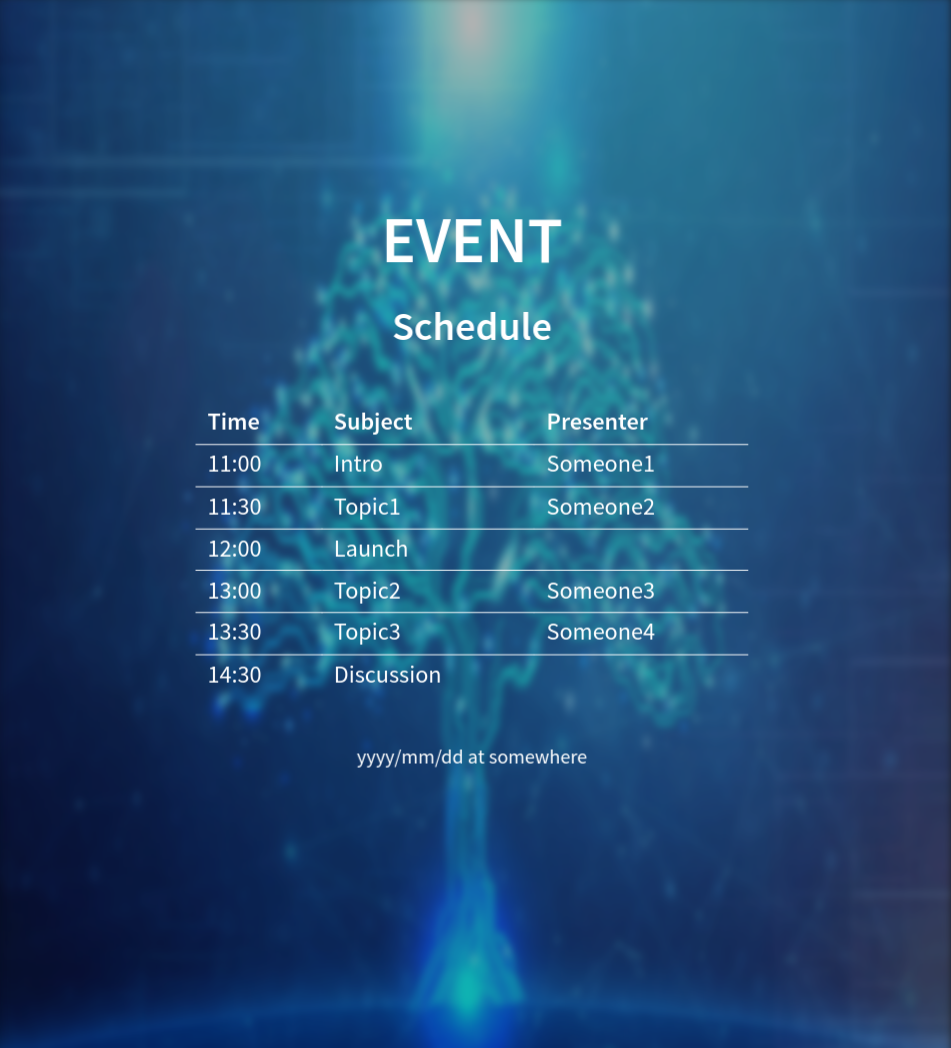 EVENT
Schedule
Time Subject Presenter
11:00 Intro Someone1
11:30 Topic1 Someone2
12:00 Launch
13:00 Topic2 Someone3
13:30 Topic3 Someone4
14:30 Discussion
yyyy/mm/dd at somewhere